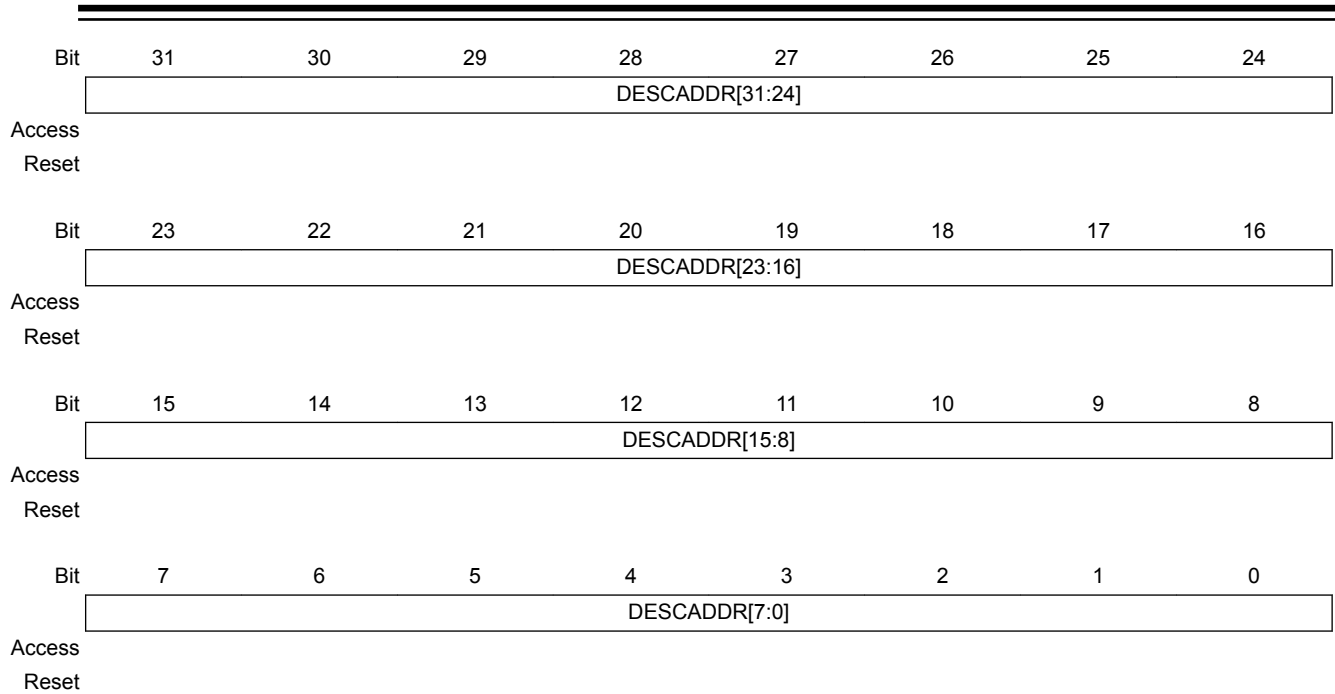 Bit 31 30 29 28 27 26 25 24
DESCADDR[31:24]
Access
Reset
Bit 23 22 21 20 19 18 17 16
DESCADDR[23:16]
Access
Reset
Bit 15 14 13 12 11 10 9 8
DESCADDR[15:8]
Access
Reset
Bit 7 6 5 4 3 2 1 0
DESCADDR[7:0]
Access
Reset